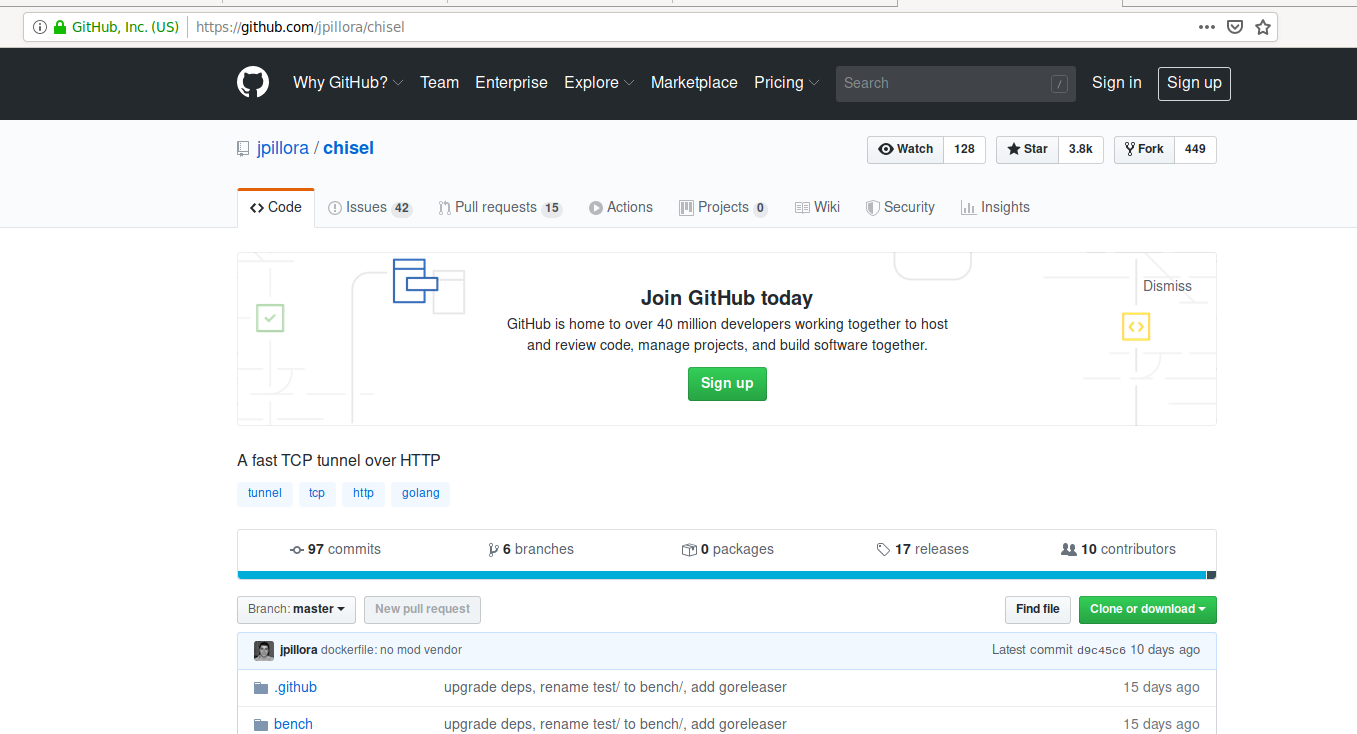 GitHub, Inc. (US) https://github.com/jpillora/chisel
Why GitHub? Team Enterprise Explore Marketplace Pricing Search / Sign in Sign up
jpillora / chisel Watch 128 Star 3.8k Fork 449
Code Issues 42 Pull requests 15 Actions Projects 0 Wiki Security Insights
Dismiss
Join GitHub today
GitHub is home to over 40 million developers working together to host
and review code, manage projects, and build software together.
Sign up
A fast TCP tunnel over HTTP
tunnel tcp http golang
97 commits 6 branches 0 packages 17 releases 10 contributors
Branch: master New pull request Find file Clone or download
jpillora dockerfile: no mod vendor Latest commit d9c45c6 10 days ago
.github upgrade deps, rename test/ to bench/, add goreleaser 15 days ago
bench upgrade deps, rename test/ to bench/, add goreleaser 15 days ago